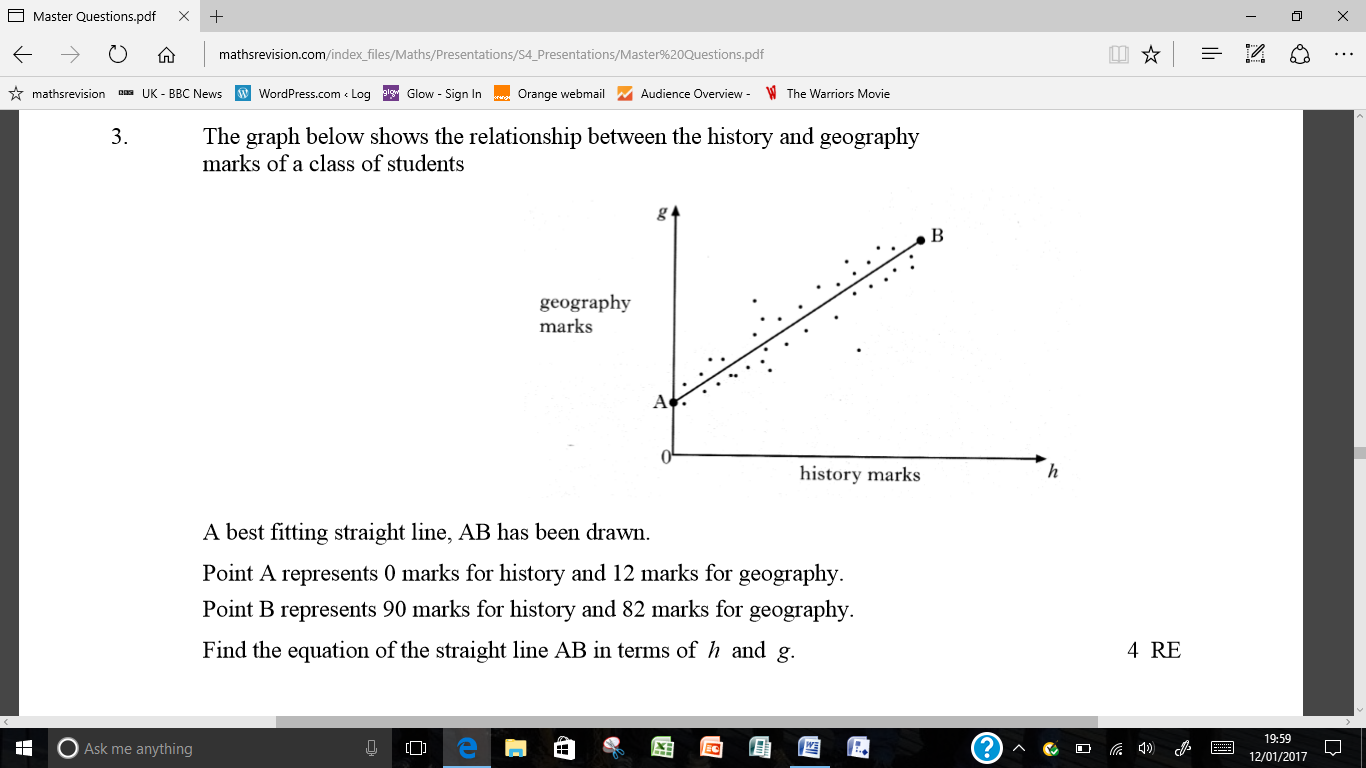 Master Questions.pdf
mathsrevision.com/index_files/Maths/Presentations/S4_Presentations/Master%20Questions.pdf
mathsrevision BBC UK - BBC News WordPress.com ‹ Log glow Glow - Sign In orange Orange webmail Audience Overview - The Warriors Movie
3. The graph below shows the relationship between the history and geography
marks of a class of students
g
B
geography
marks
A
0
history marks
h
A best fitting straight line, AB has been drawn.
Point A represents 0 marks for history and 12 marks for geography.
Point B represents 90 marks for history and 82 marks for geography.
Find the equation of the straight line AB in terms of h and g. 4 RE
Ask me anything
19:59
12/01/2017